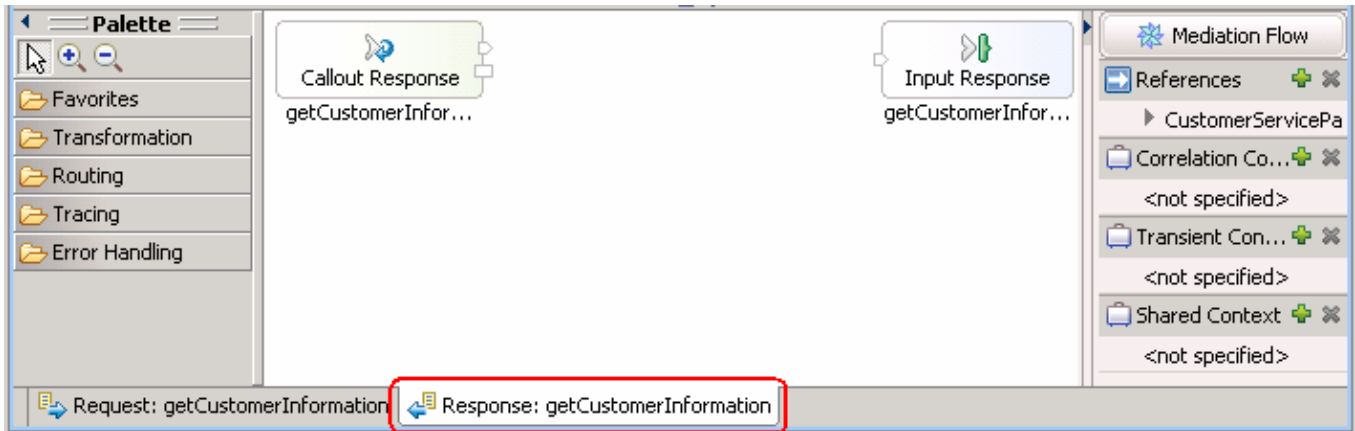 Palette
Favorites
Transformation
Routing
Tracing
Error Handling
Callout Response
getCustomerInfor...
Input Response
getCustomerInfor...
Mediation Flow
References
CustomerServicePa
Correlation Co...
<not specified>
Transient Con...
<not specified>
Shared Context
<not specified>
Request: getCustomerInformation
Response: getCustomerInformation